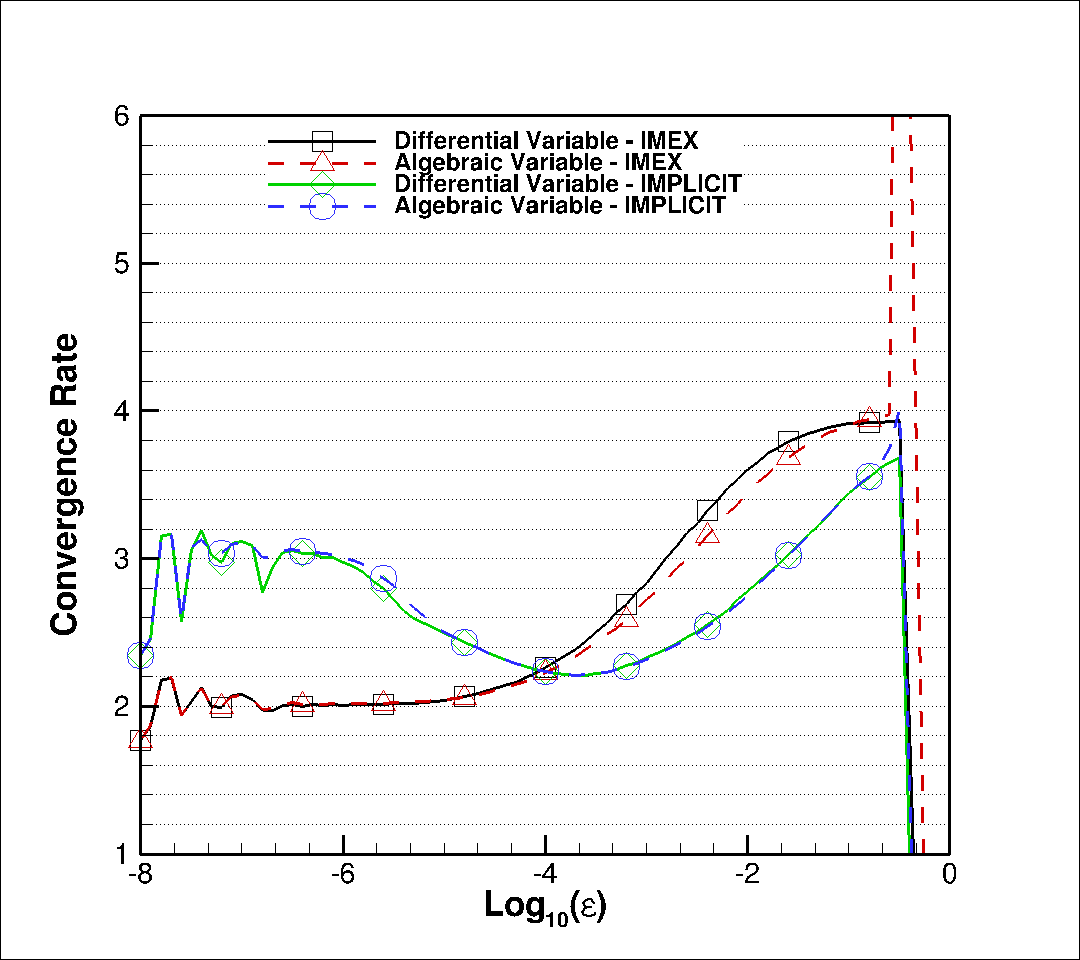 Differential Variable - IMEX
Algebraic Variable - IMEX
Differential Variable - IMPLICIT
Algebraic Variable - IMPLICIT
6
5
4
3
2
1
Convergence Rate
-8 -6 -4 -2 0
Log10(ε)